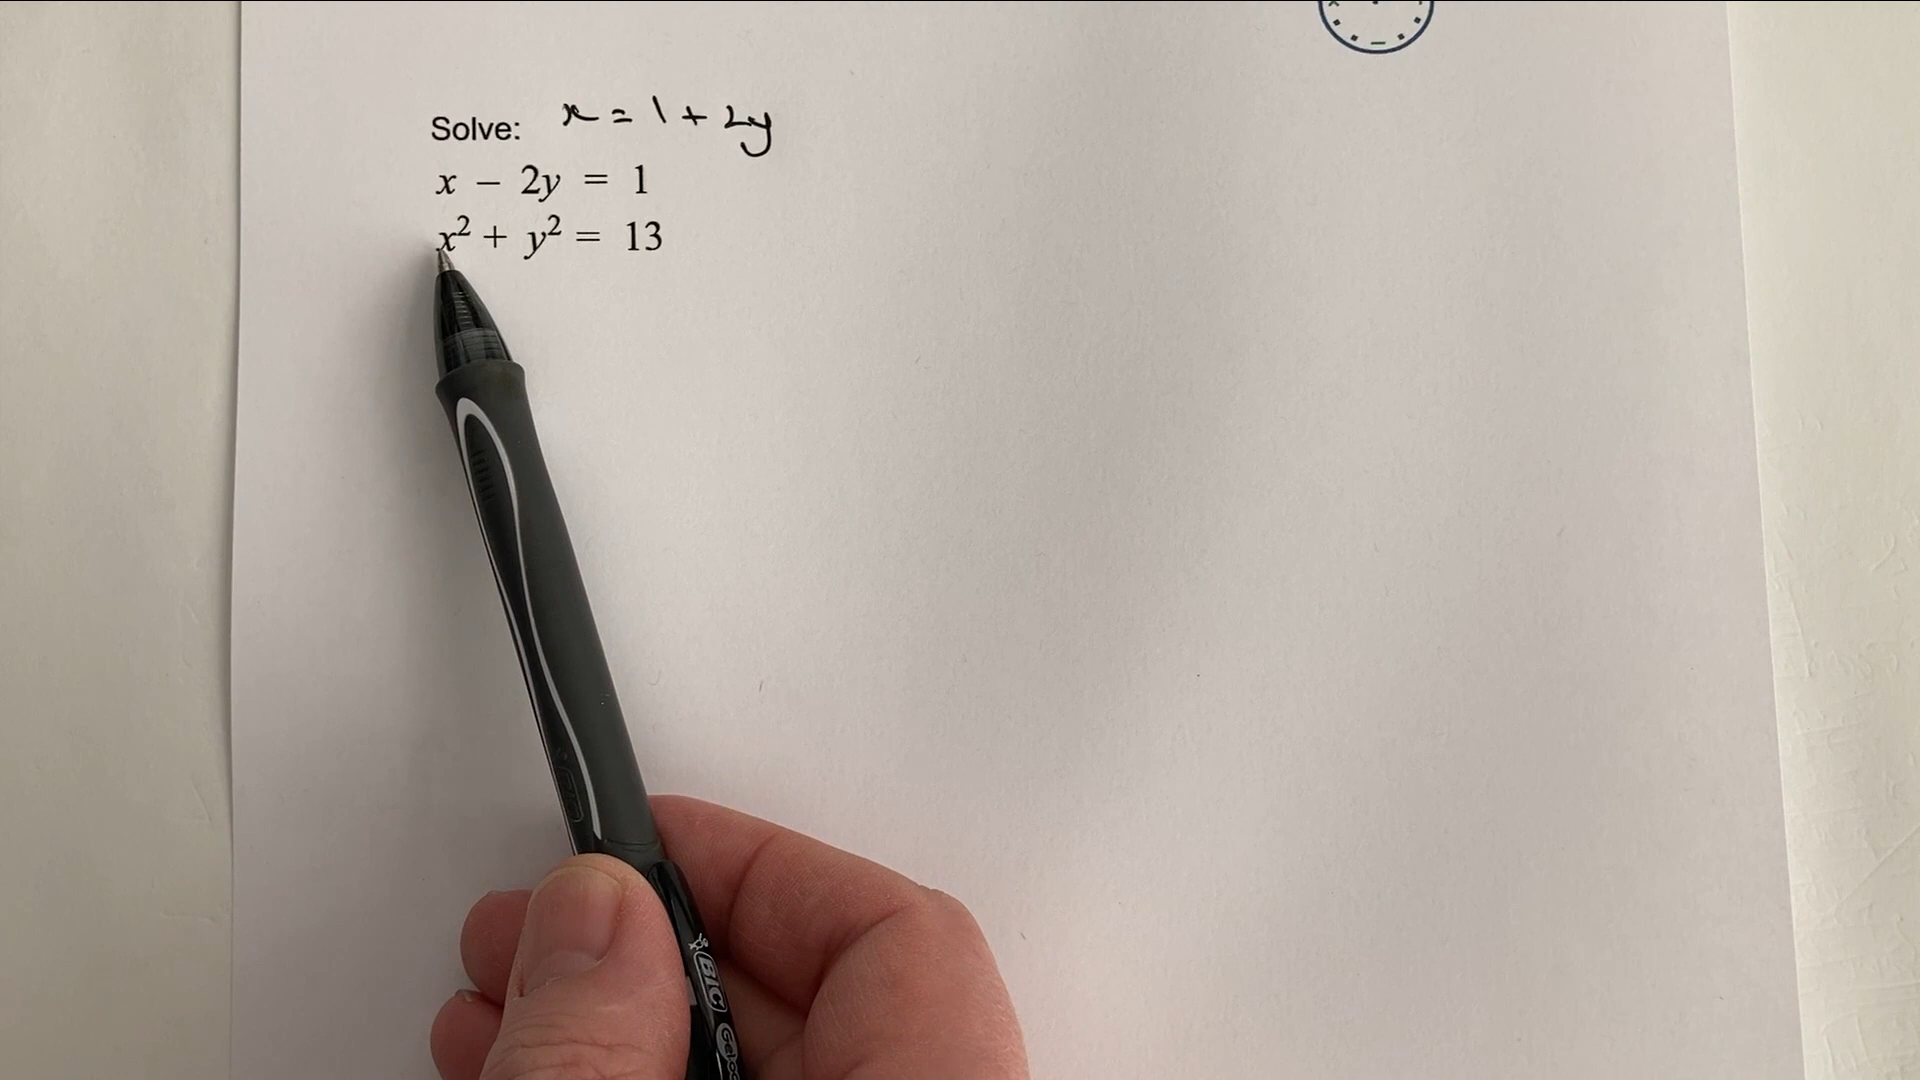 Solve: x = 1 + 2y
x − 2y = 1
x² + y² = 13
BIC